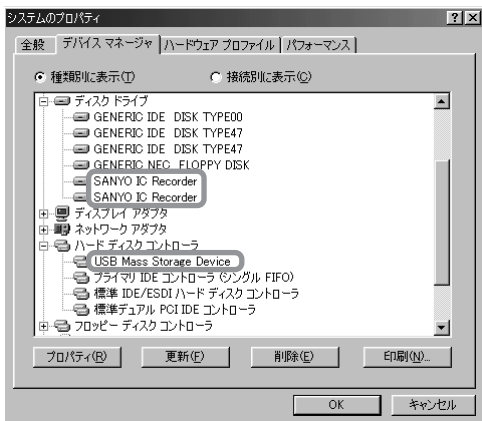 システムのプロパティ
全般 デバイス マネージャ ハードウェア プロファイル パフォーマンス
種類別に表示(T) 接続別に表示(C)
ディスク ドライブ
GENERIC IDE DISK TYPE00
GENERIC IDE DISK TYPE47
GENERIC IDE DISK TYPE47
GENERIC NEC FLOPPY DISK
SANYO IC Recorder
SANYO IC Recorder
ディスプレイ アダプタ
ネットワーク アダプタ
ハード ディスク コントローラ
USB Mass Storage Device
プライマリ IDE コントローラ (シングル FIFO)
標準 IDE/ESDI ハード ディスク コントローラ
標準デュアル PCI IDE コントローラ
フロッピー ディスク コントローラ
プロパティ(R) 更新(F) 削除(E) 印刷(N)...
OK キャンセル